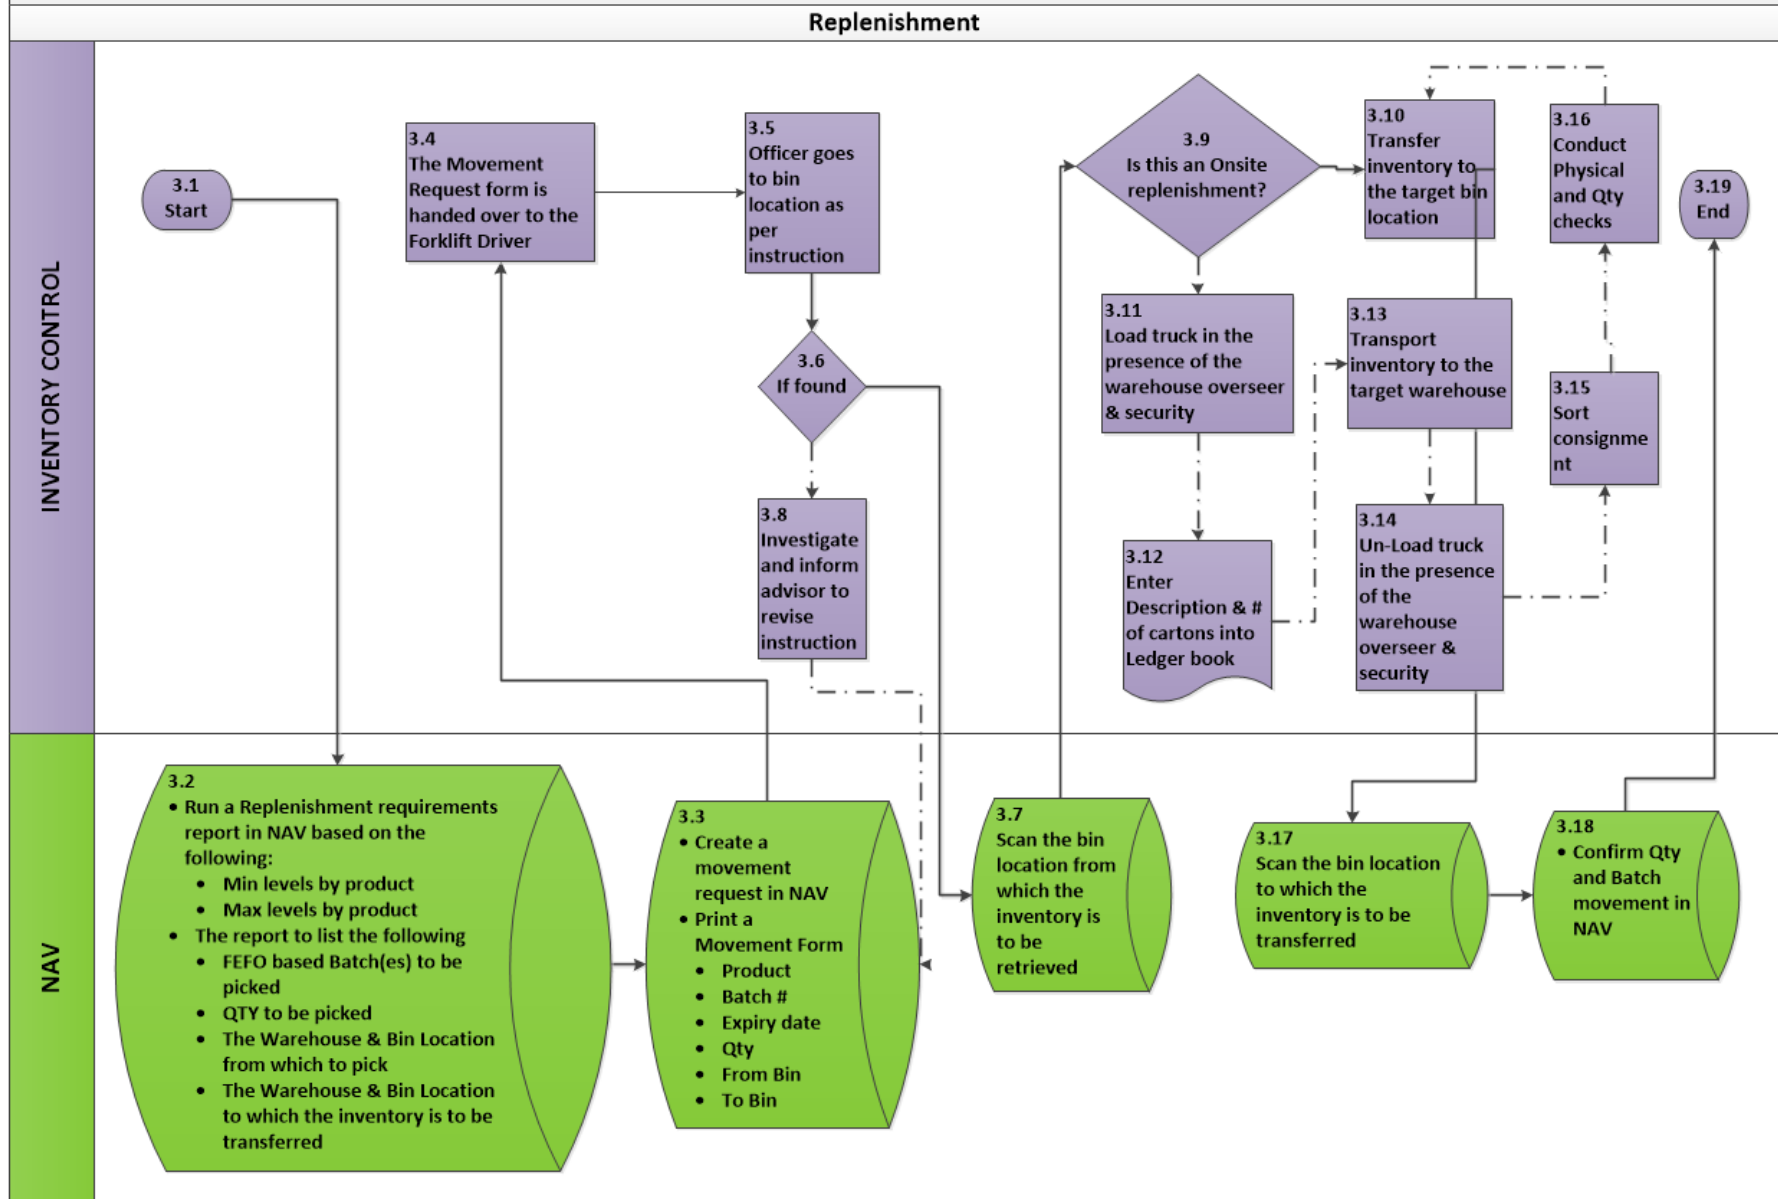 Replenishment
INVENTORY CONTROL
3.1
Start
3.4
The Movement
Request form is
handed over to the
Forklift Driver
3.5
Officer goes
to bin
location as
per
instruction
3.6
If found
3.8
Investigate
and inform
advisor to
revise
instruction
3.9
Is this an Onsite
replenishment?
3.10
Transfer
inventory to
the target bin
location
3.11
Load truck in the
presence of the
warehouse overseer
& security
3.12
Enter
Description & #
of cartons into
Ledger book
3.13
Transport
inventory to the
target warehouse
3.14
Un-Load truck
in the presence
of the
warehouse
overseer &
security
3.15
Sort
consignme
nt
3.16
Conduct
Physical
and Qty
checks
3.19
End
NAV
3.2
• Run a Replenishment requirements
report in NAV based on the
following:
• Min levels by product
• Max levels by product
• The report to list the following
• FEFO based Batch(es) to be
picked
• QTY to be picked
• The Warehouse & Bin Location
from which to pick
• The Warehouse & Bin Location
to which the inventory is to be
transferred
3.3
• Create a
movement
request in NAV
• Print a
Movement Form
• Product
• Batch #
• Expiry date
• Qty
• From Bin
• To Bin
3.7
Scan the bin
location from
which the
inventory is
to be
retrieved
3.17
Scan the bin location
to which the
inventory is to be
transferred
3.18
• Confirm Qty
and Batch
movement in
NAV